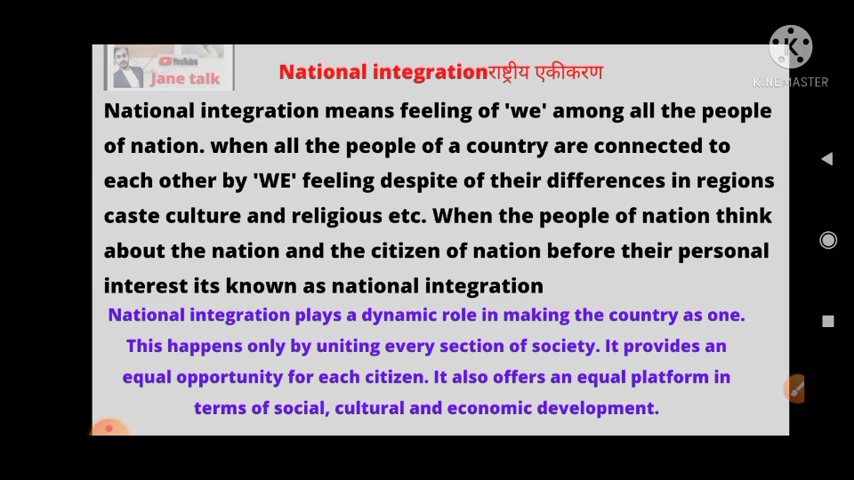 YouTube
Jane talk
National integrationराष्ट्रीय एकीकरण
KINEMASTER
National integration means feeling of 'we' among all the people
of nation. when all the people of a country are connected to
each other by 'WE' feeling despite of their differences in regions
caste culture and religious etc. When the people of nation think
about the nation and the citizen of nation before their personal
interest its known as national integration
National integration plays a dynamic role in making the country as one.
This happens only by uniting every section of society. It provides an
equal opportunity for each citizen. It also offers an equal platform in
terms of social, cultural and economic development.